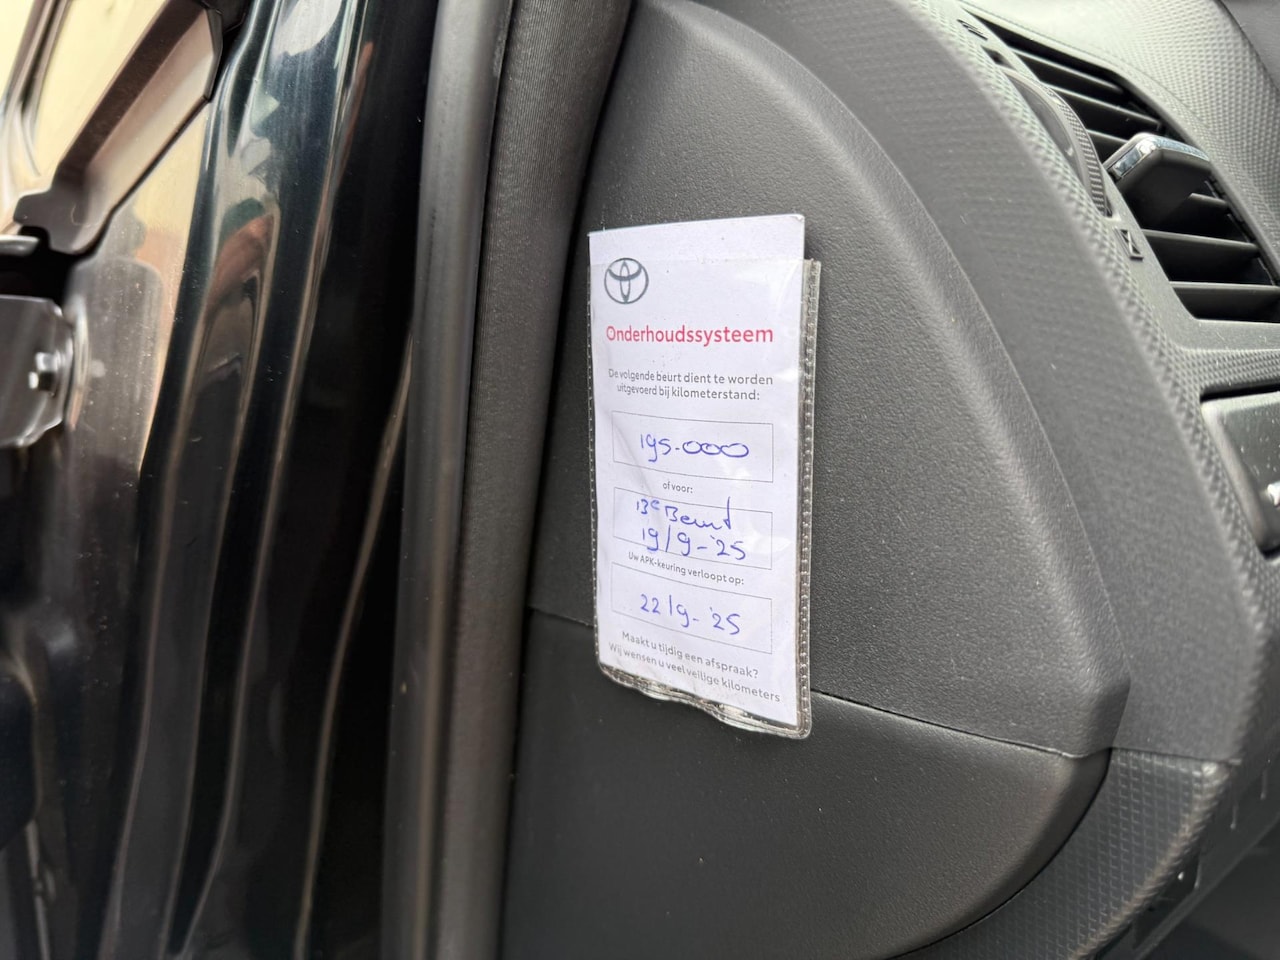 Onderhoudssysteem
De volgende beurt dient te worden
uitgevoerd bij kilometerstand:
195.000
of voor:
13e Beurt
19/9-'25
Uw APK-keuring verloopt op:
22/9-'25
Maakt u tijdig een afspraak?
Wij wensen u veel veilige kilometers